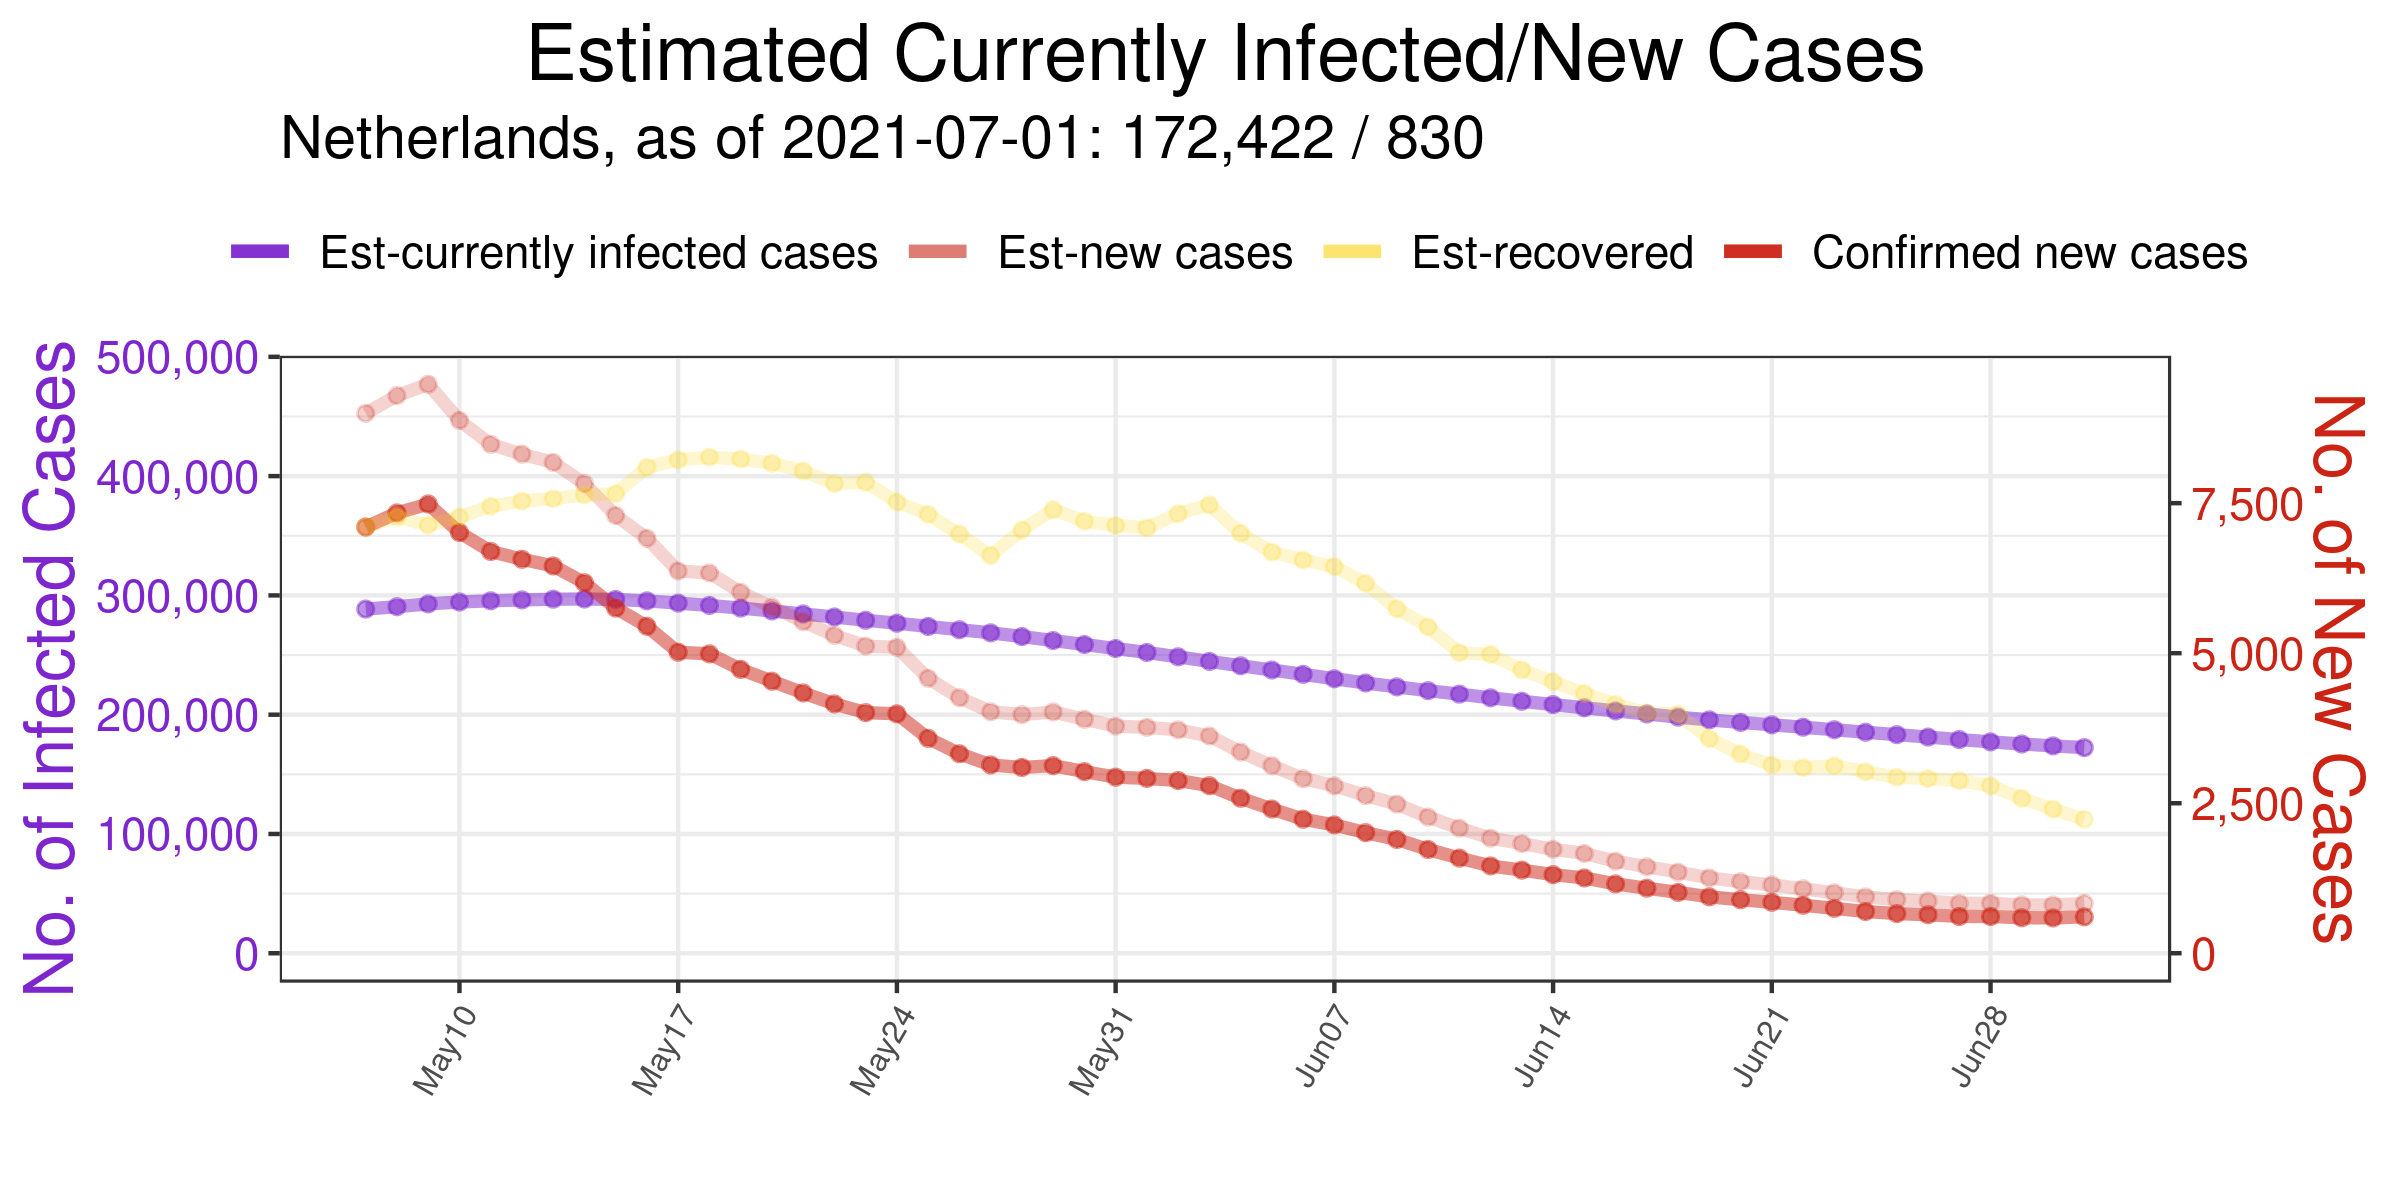 Estimated Currently Infected/New Cases
Netherlands, as of 2021-07-01: 172,422 / 830
Est-currently infected cases Est-new cases Est-recovered Confirmed new cases
No. of Infected Cases
500,000
400,000
300,000
200,000
100,000
0
7,500
5,000
2,500
0
No. of New Cases
May10 May17 May24 May31 Jun07 Jun14 Jun21 Jun28